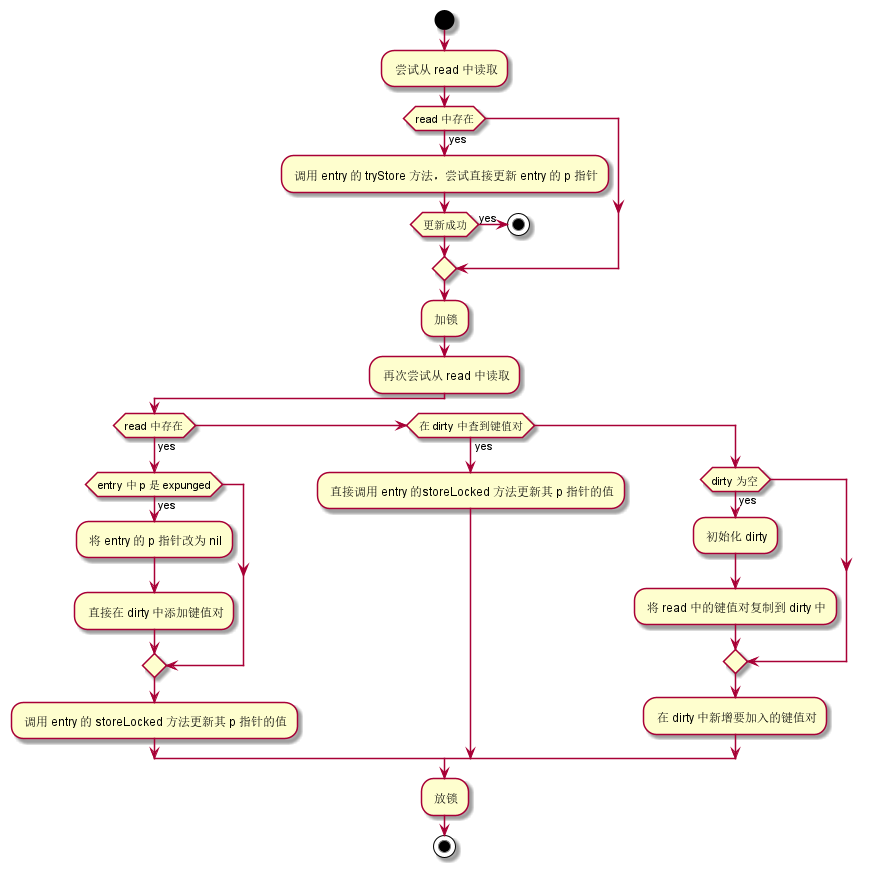 尝试从 read 中读取
read 中存在
yes
调用 entry 的 tryStore 方法，尝试直接更新 entry 的 p 指针
更新成功
yes
加锁
再次尝试从 read 中读取
read 中存在
yes
entry 中 p 是 expunged
yes
将 entry 的 p 指针改为 nil
直接在 dirty 中添加键值对
调用 entry 的 storeLocked 方法更新其 p 指针的值
在 dirty 中查到键值对
yes
直接调用 entry 的storeLocked 方法更新其 p 指针的值
dirty 为空
yes
初始化 dirty
将 read 中的键值对复制到 dirty 中
在 dirty 中新增要加入的键值对
放锁